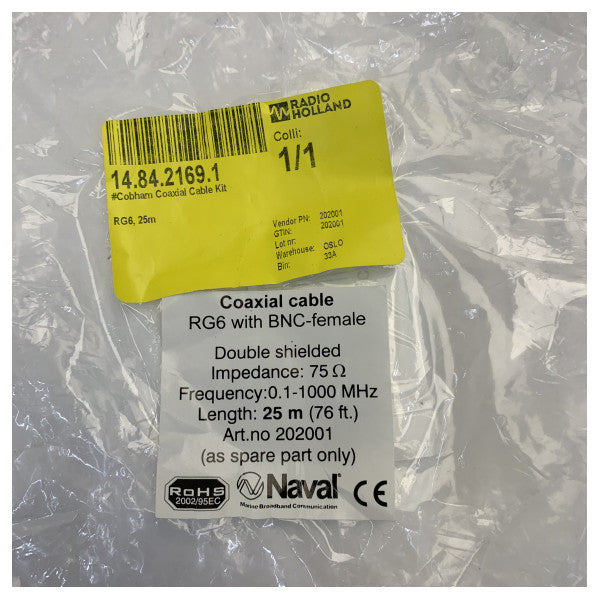 RADIO
HOLLAND
Colli:
1/1
14.84.2169.1
#Cobham Coaxial Cable Kit
RG6, 25m
Vendor PN: 202001
GTIN: 202001
Lot nr:
Warehouse: OSLO
Bin: 33A
Coaxial cable
RG6 with BNC-female
Double shielded
Impedance: 75 Ω
Frequency:0.1-1000 MHz
Length: 25 m (76 ft.)
Art.no 202001
(as spare part only)
RoHS
2002/95EC
Naval
Marine Broadband Communication
CE